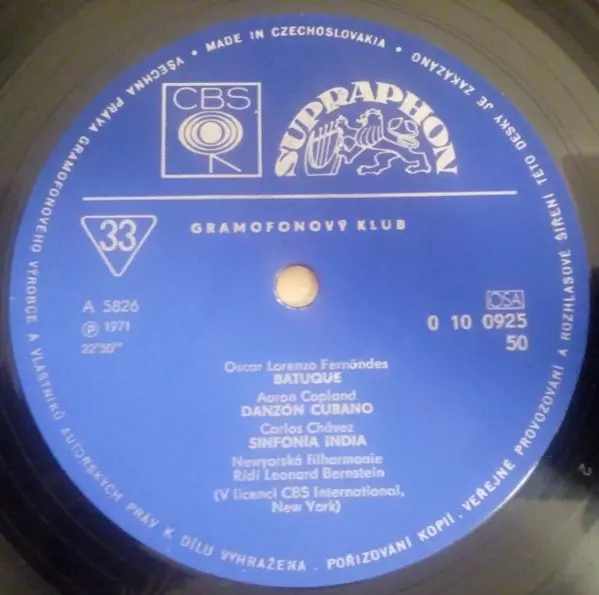 VŠECHNA PRÁVA GRAMOFONOVÉHO VÝROBCE A VLASTNÍKŮ AUTORSKÝCH PRÁV K DÍLU VYHRAŽENA. POŘIZOVÁNÍ KOPIÍ, VEŘEJNÉ PROVOZOVÁNÍ A ROZHLASOVÉ ŠÍŘENÍ TÉTO DESKY JE ZAKÁZÁNO • MADE IN CZECHOSLOVAKIA •
CBS
SUPRAPHON
33
GRAMOFONOVÝ KLUB
A 5826
Ⓟ 1971
22'50"
OSA
0 10 0925
50
Oscar Lorenzo Fernándes
BATUQUE
Aaron Copland
DANZÓN CUBANO
Carlos Chávez
SINFONIA INDIA
Newyorská filharmonie
Řídí Leonard Bernstein
(V licenci CBS International,
New York)
2